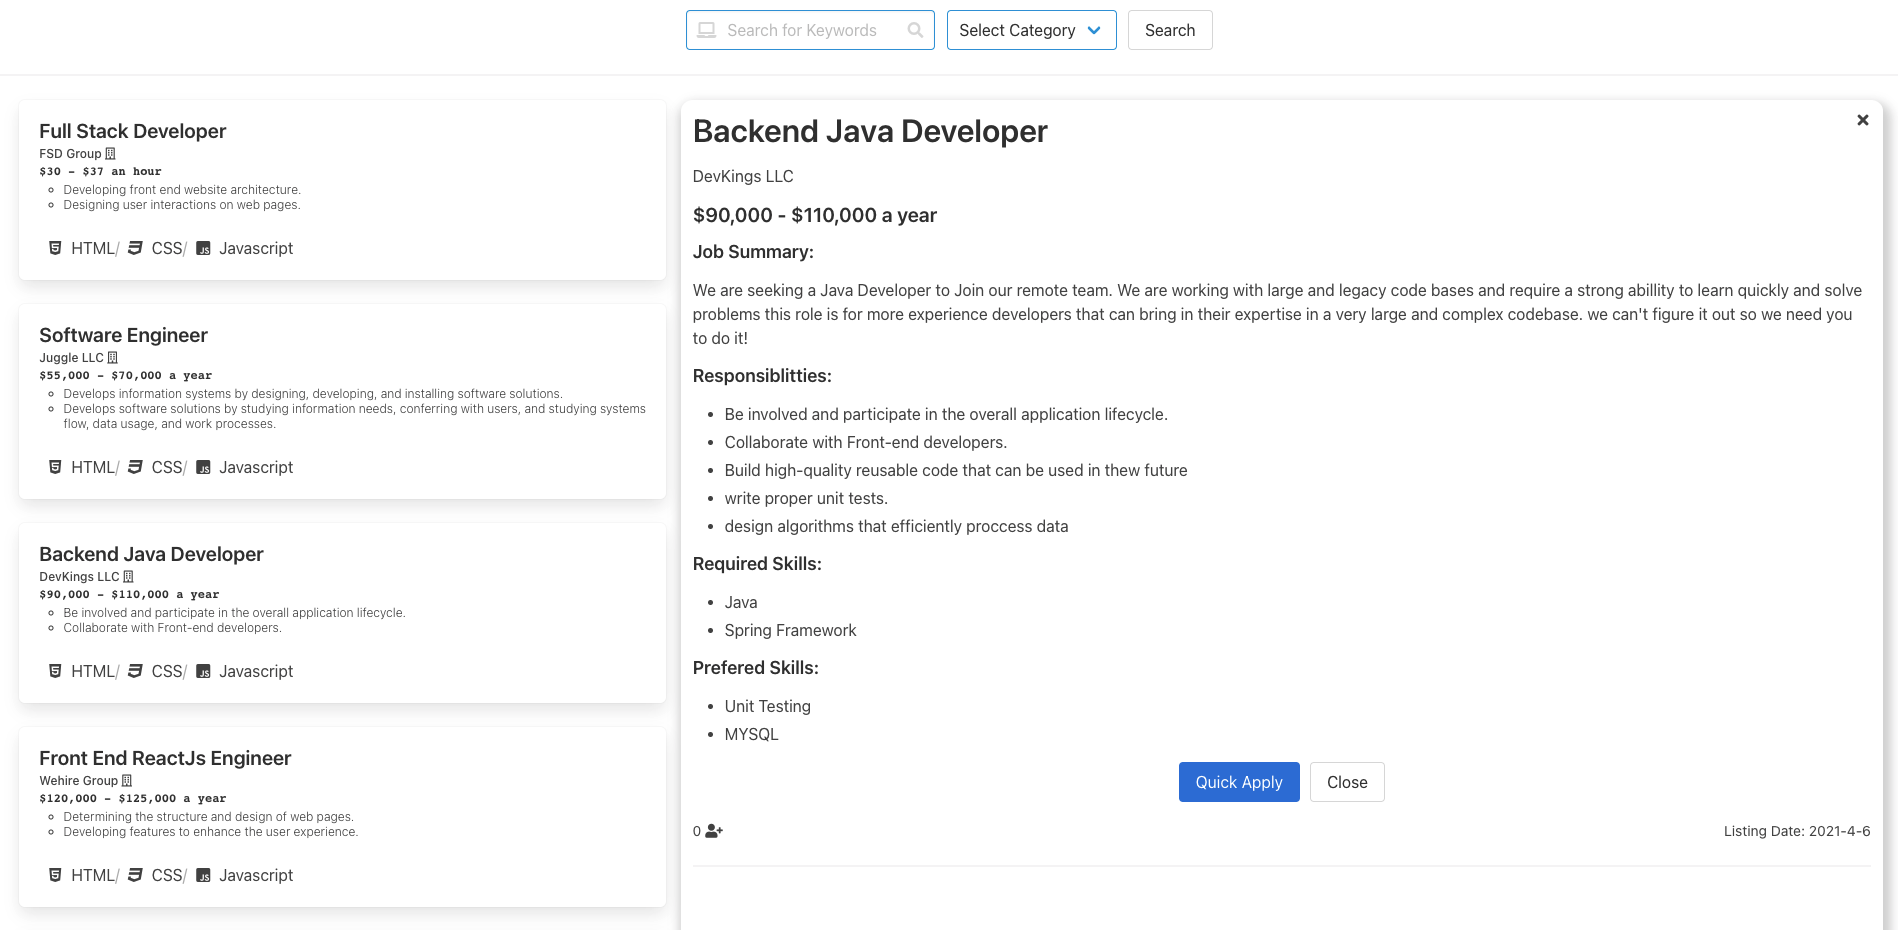 Search for Keywords
Select Category
Search
Full Stack Developer
FSD Group
$30 - $37 an hour
Developing front end website architecture.
Designing user interactions on web pages.
HTML/ CSS/ Javascript
Software Engineer
Juggle LLC
$55,000 - $70,000 a year
Develops information systems by designing, developing, and installing software solutions.
Develops software solutions by studying information needs, conferring with users, and studying systems
flow, data usage, and work processes.
HTML/ CSS/ Javascript
Backend Java Developer
DevKings LLC
$90,000 - $110,000 a year
Be involved and participate in the overall application lifecycle.
Collaborate with Front-end developers.
HTML/ CSS/ Javascript
Front End ReactJs Engineer
Wehire Group
$120,000 - $125,000 a year
Determining the structure and design of web pages.
Developing features to enhance the user experience.
HTML/ CSS/ Javascript
Backend Java Developer
DevKings LLC
$90,000 - $110,000 a year
Job Summary:
We are seeking a Java Developer to Join our remote team. We are working with large and legacy code bases and require a strong abillity to learn quickly and solve
problems this role is for more experience developers that can bring in their expertise in a very large and complex codebase. we can't figure it out so we need you
to do it!
Responsiblitties:
Be involved and participate in the overall application lifecycle.
Collaborate with Front-end developers.
Build high-quality reusable code that can be used in thew future
write proper unit tests.
design algorithms that efficiently proccess data
Required Skills:
Java
Spring Framework
Prefered Skills:
Unit Testing
MYSQL
Quick Apply
Close
0
Listing Date: 2021-4-6